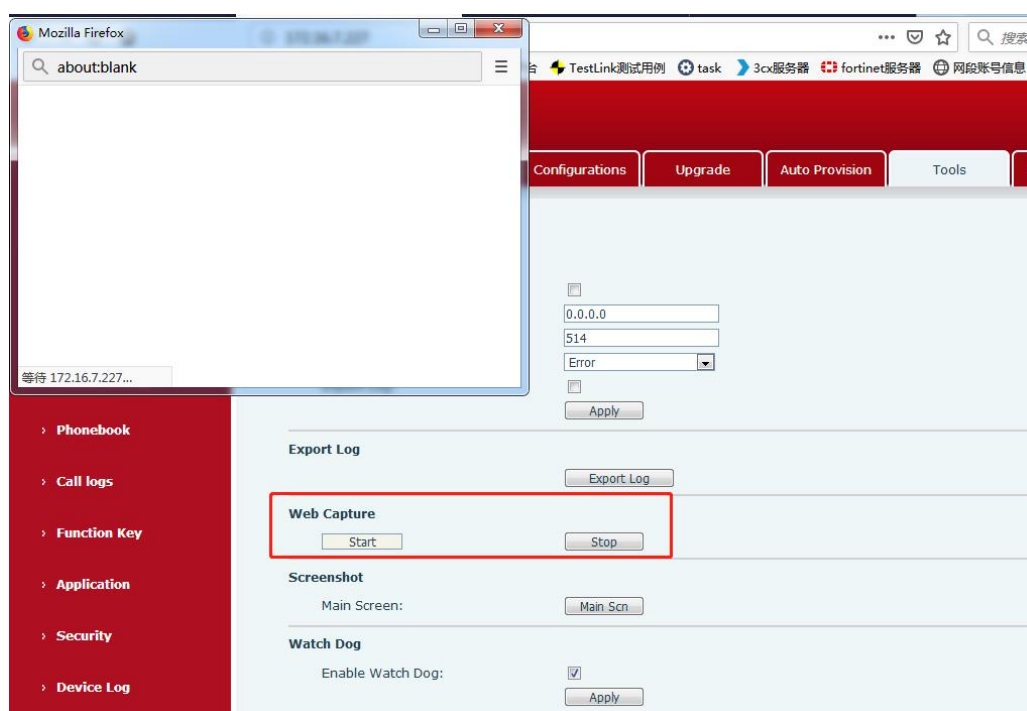 Mozilla Firefox
about:blank
搜索
TestLink测试用例 task 3cx服务器 fortinet服务器 网段账号信息
Configurations Upgrade Auto Provision Tools
0.0.0.0
514
Error
等待 172.16.7.227...
Apply
Phonebook
Export Log
Call logs
Export Log
Web Capture
Function Key
Start Stop
Screenshot
Application
Main Screen: Main Scn
Security
Watch Dog
Enable Watch Dog:
Device Log
Apply